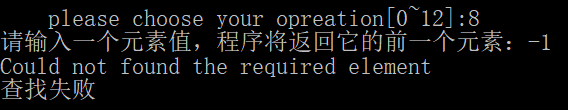 please choose your opreation[0~12]:8
请输入一个元素值，程序将返回它的前一个元素：-1
Could not found the required element
查找失败